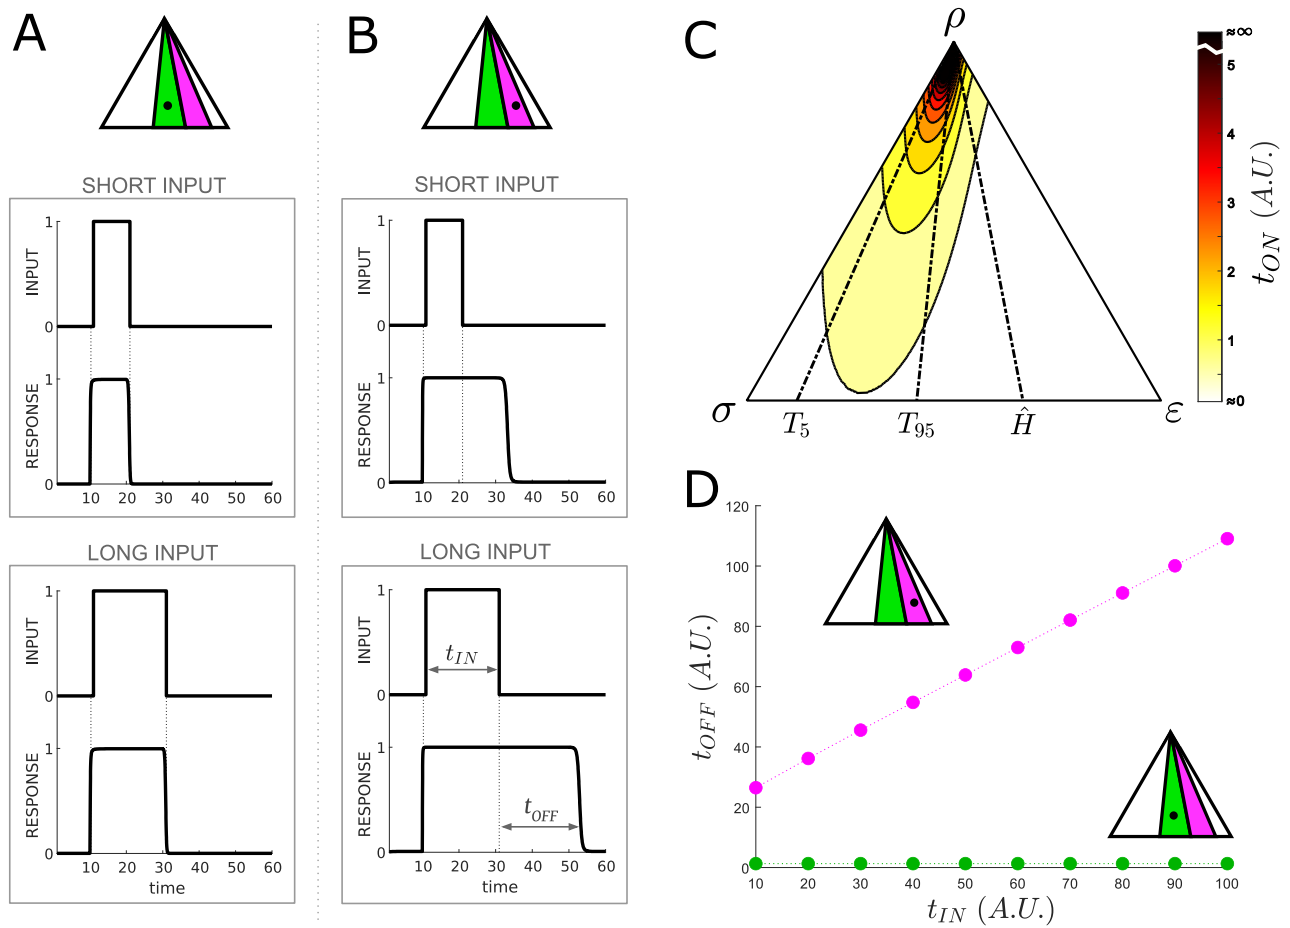 A
SHORT INPUT
1
INPUT
0
1
RESPONSE
0
10 20 30 40 50 60
LONG INPUT
1
INPUT
0
1
RESPONSE
0
10 20 30 40 50 60
time
B
SHORT INPUT
1
INPUT
0
1
RESPONSE
0
10 20 30 40 50 60
LONG INPUT
1
INPUT
t_IN
0
1
RESPONSE
t_OFF
0
10 20 30 40 50 60
time
C
ρ
σ
ε
T_5
T_95
Ĥ
≈∞
5
4
3
2
1
≈0
t_ON (A.U.)
D
120
100
80
60
40
20
0
t_OFF (A.U.)
10 20 30 40 50 60 70 80 90 100
t_IN (A.U.)